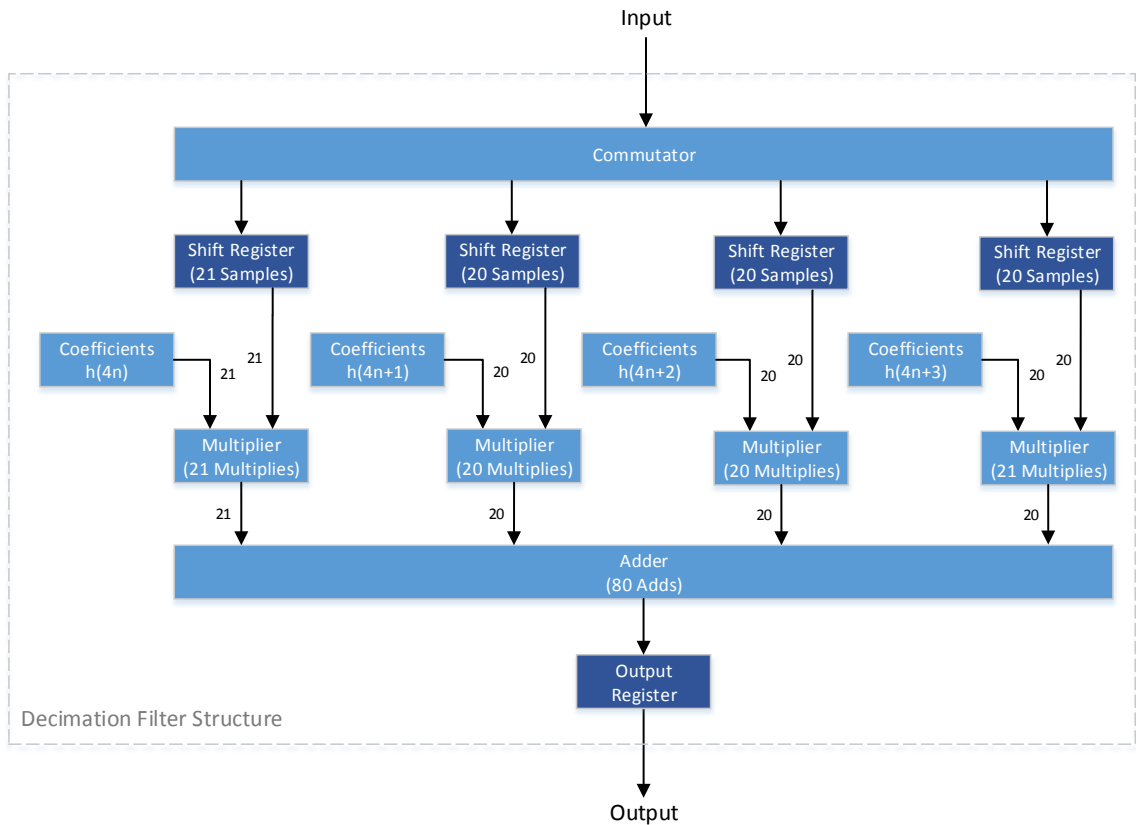 Input
Commutator
Shift Register
(21 Samples)
Shift Register
(20 Samples)
Shift Register
(20 Samples)
Shift Register
(20 Samples)
Coefficients
h(4n)
21
21
Coefficients
h(4n+1)
20
20
Coefficients
h(4n+2)
20
20
Coefficients
h(4n+3)
20
20
Multiplier
(21 Multiplies)
Multiplier
(20 Multiplies)
Multiplier
(20 Multiplies)
Multiplier
(21 Multiplies)
21
20
20
20
Adder
(80 Adds)
Output
Register
Decimation Filter Structure
Output